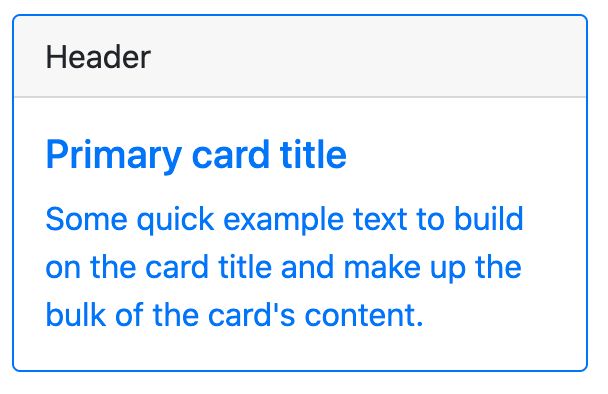 Header
Primary card title
Some quick example text to build
on the card title and make up the
bulk of the card's content.